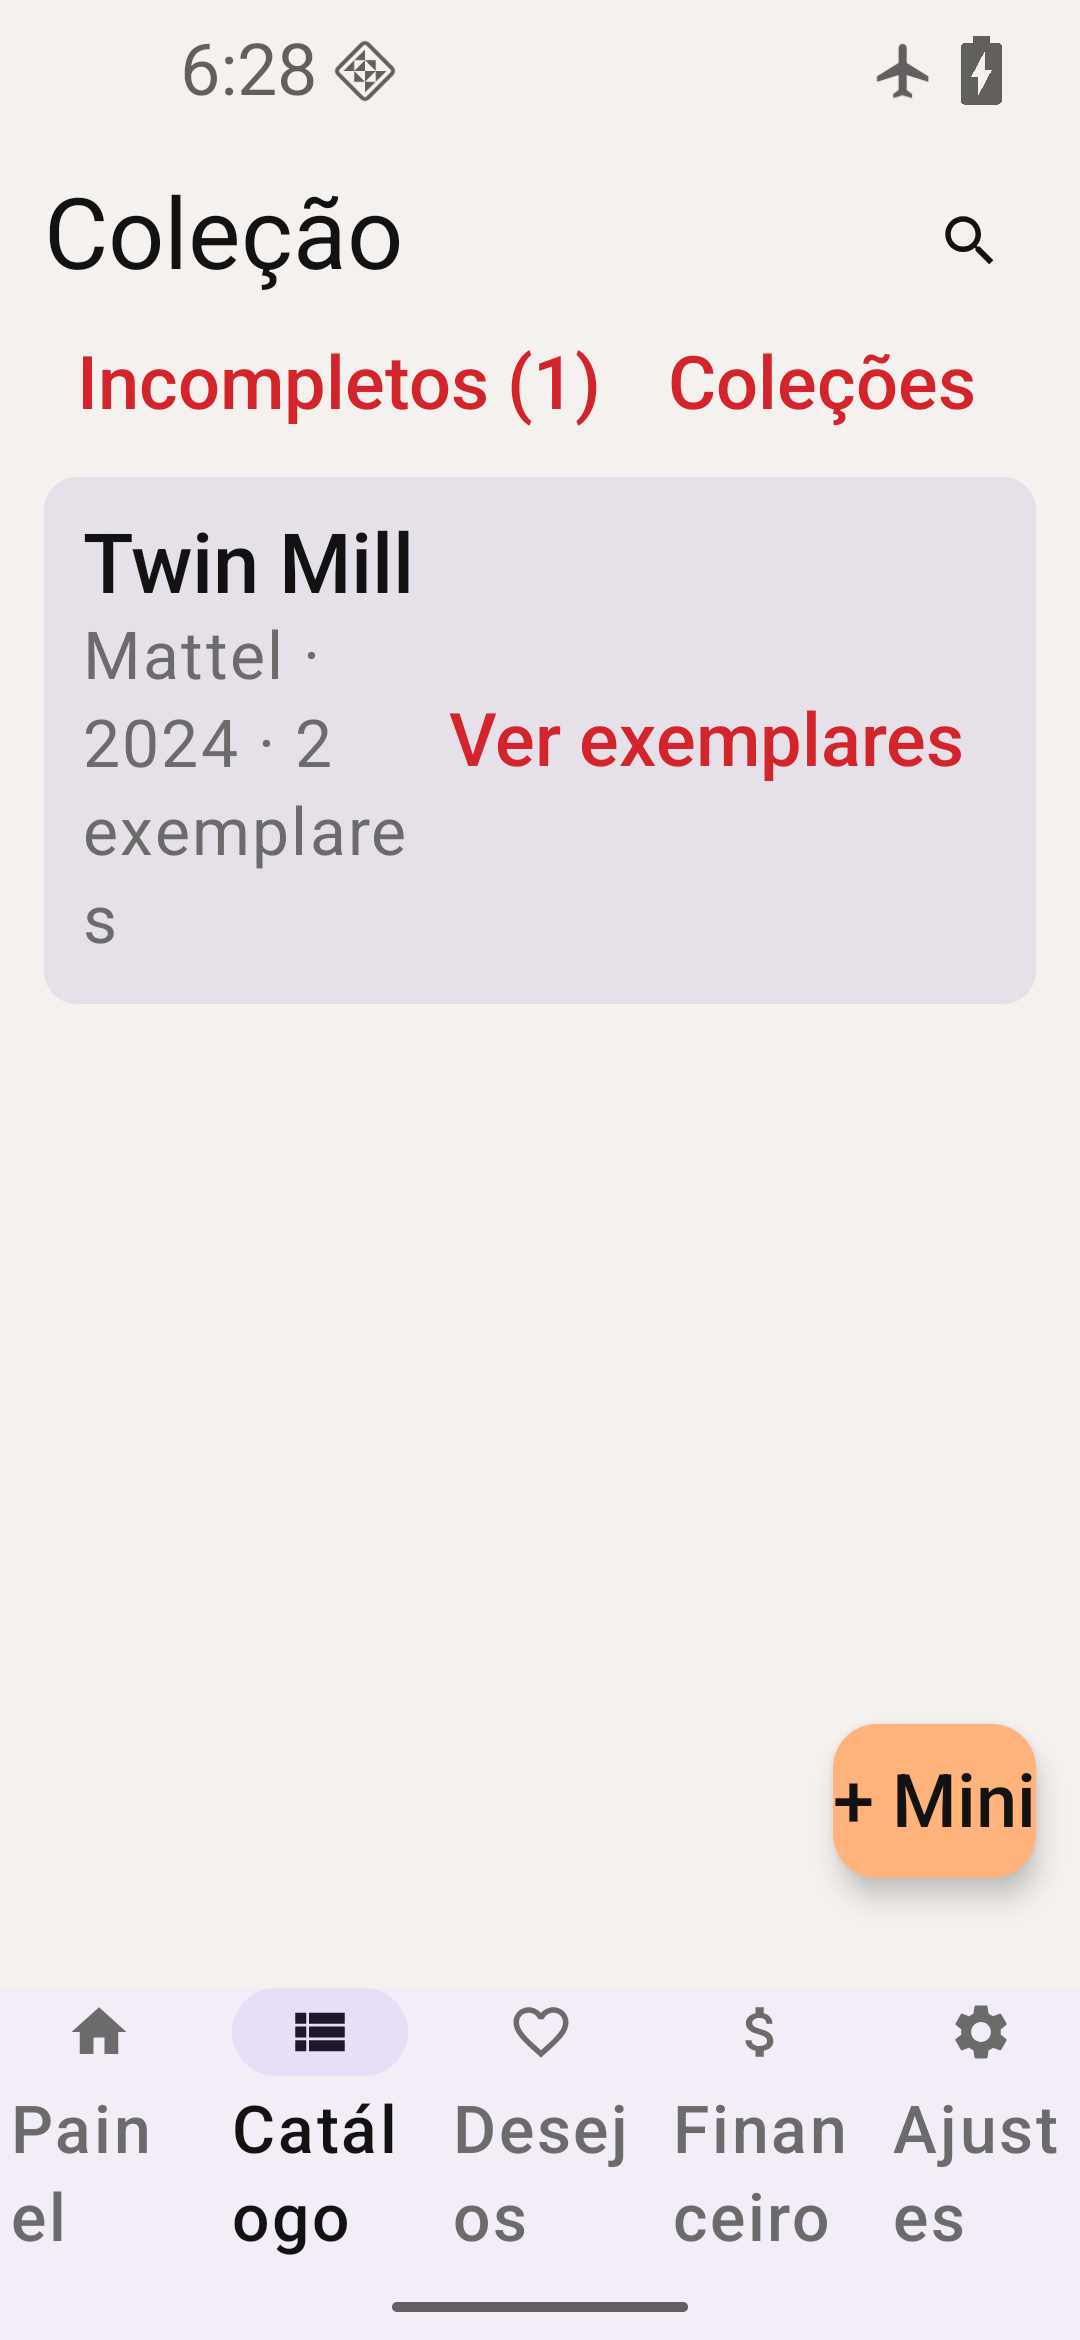 6:28
Coleção
Incompletos (1) Coleções
Twin Mill
Mattel ·
2024 · 2
exemplare
s
Ver exemplares
+ Mini
Pain
el
Catál
ogo
Desej
os
Finan
ceiro
Ajust
es